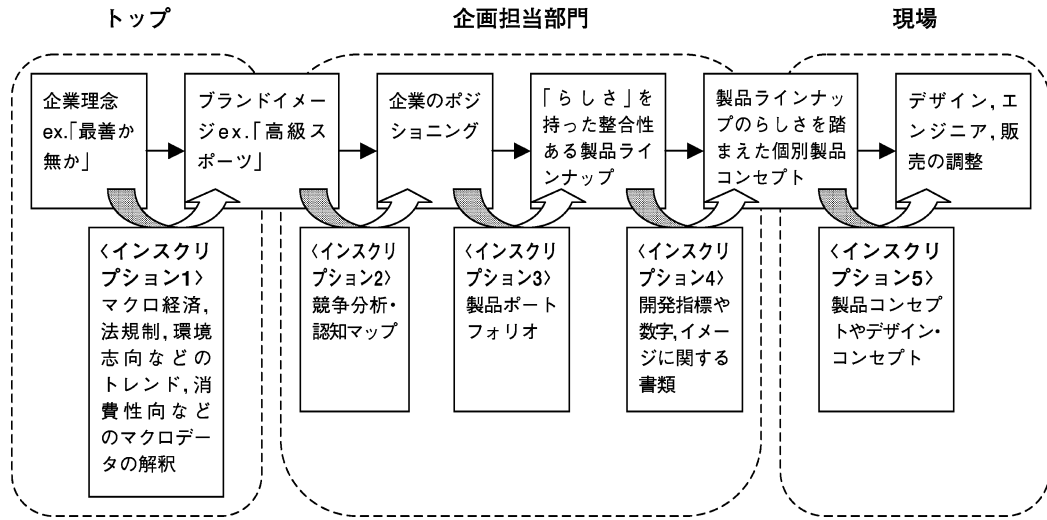 トップ
企画担当部門
現場
企業理念
ex.「最善か
無か」
ブランドイメー
ジex.「高級ス
ポーツ」
企業のポジ
ショニング
「らしさ」を
持った整合性
ある製品ライ
ンナップ
製品ラインナッ
プのらしさを踏
まえた個別製品
コンセプト
デザイン,エ
ンジニア,販
売の調整
〈インスクリ
プション1〉
マクロ経済,
法規制,環境
志向などの
トレンド,消
費性向など
のマクロデー
タの解釈
〈インスクリ
プション2〉
競争分析・
認知マップ
〈インスクリ
プション3〉
製品ポート
フォリオ
〈インスクリ
プション4〉
開発指標や
数字,イメー
ジに関する
書類
〈インスクリ
プション5〉
製品コンセプ
トやデザイン・
コンセプト